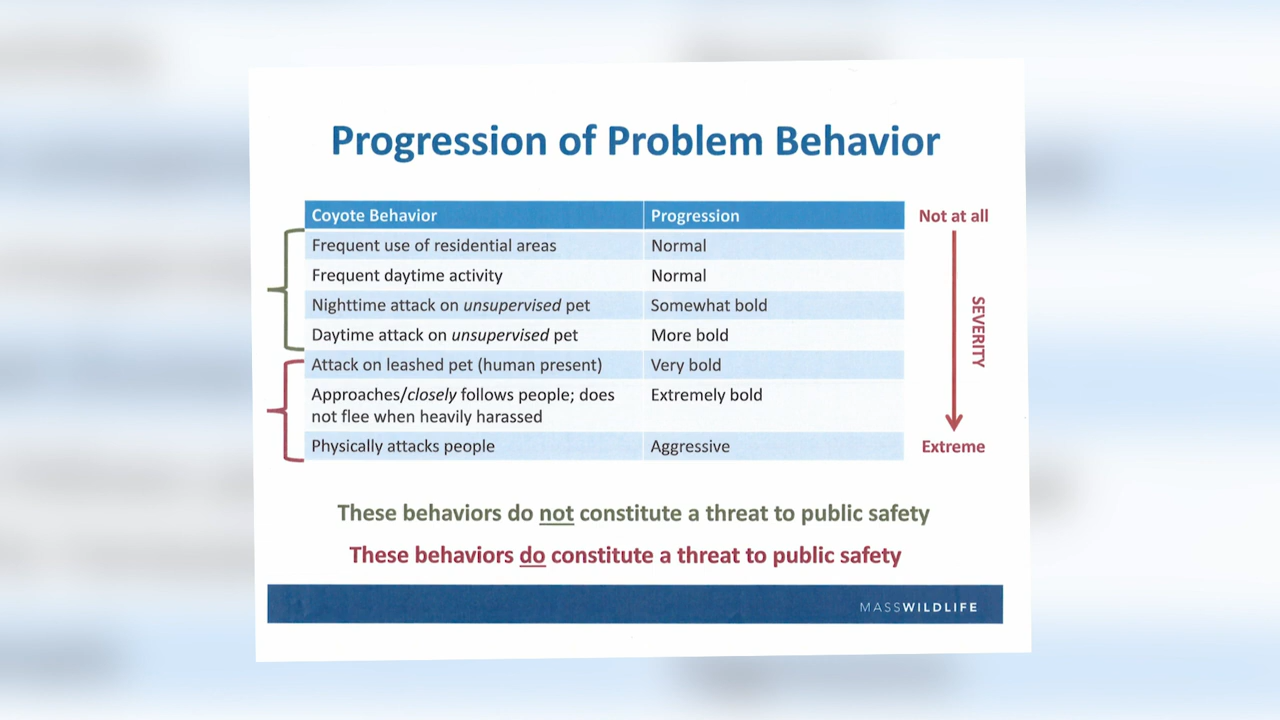 Progression of Problem Behavior
Coyote Behavior Progression
Not at all
Frequent use of residential areas Normal
Frequent daytime activity Normal
Nighttime attack on unsupervised pet Somewhat bold
Daytime attack on unsupervised pet More bold
SEVERITY
Attack on leashed pet (human present) Very bold
Approaches/closely follows people; does Extremely bold
not flee when heavily harassed
Physically attacks people Aggressive
Extreme
These behaviors do not constitute a threat to public safety
These behaviors do constitute a threat to public safety
MASSWILDLIFE